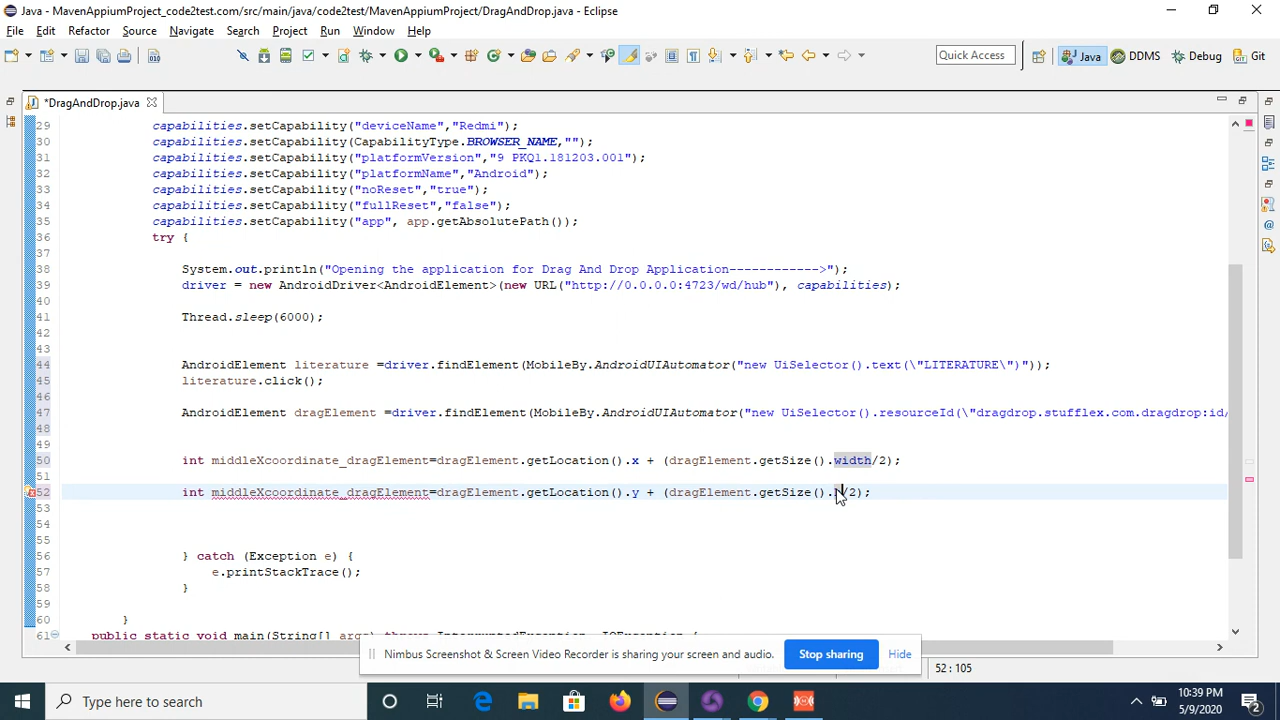 Java - MavenAppiumProject_code2test.com/src/main/java/code2test/MavenAppiumProject/DragAndDrop.java - Eclipse
File Edit Refactor Source Navigate Search Project Run Window Help
Quick Access Java DDMS Debug Git
*DragAndDrop.java
29 capabilities.setCapability("deviceName","Redmi");
30 capabilities.setCapability(CapabilityType.BROWSER_NAME,"");
31 capabilities.setCapability("platformVersion","9 PKQ1.181203.001");
32 capabilities.setCapability("platformName","Android");
33 capabilities.setCapability("noReset","true");
34 capabilities.setCapability("fullReset","false");
35 capabilities.setCapability("app", app.getAbsolutePath());
36 try {
37
38 System.out.println("Opening the application for Drag And Drop Application------------>");
39 driver = new AndroidDriver<AndroidElement>(new URL("http://0.0.0.0:4723/wd/hub"), capabilities);
40
41 Thread.sleep(6000);
42
43
44 AndroidElement literature =driver.findElement(MobileBy.AndroidUIAutomator("new UiSelector().text(\"LITERATURE\")"));
45 literature.click();
46
47 AndroidElement dragElement =driver.findElement(MobileBy.AndroidUIAutomator("new UiSelector().resourceId(\"dragdrop.stufflex.com.dragdrop:id/
48
49
50 int middleXcoordinate_dragElement=dragElement.getLocation().x + (dragElement.getSize().width/2);
51
52 int middleXcoordinate_dragElement=dragElement.getLocation().y + (dragElement.getSize().h/2);
53
54
55
56 } catch (Exception e) {
57 e.printStackTrace();
58 }
59
60 }
61 public static void main(String[] args) throws InterruptedException, IOException {
Nimbus Screenshot & Screen Video Recorder is sharing your screen and audio. Stop sharing Hide
52 : 105
Type here to search
10:39 PM
5/9/2020
2